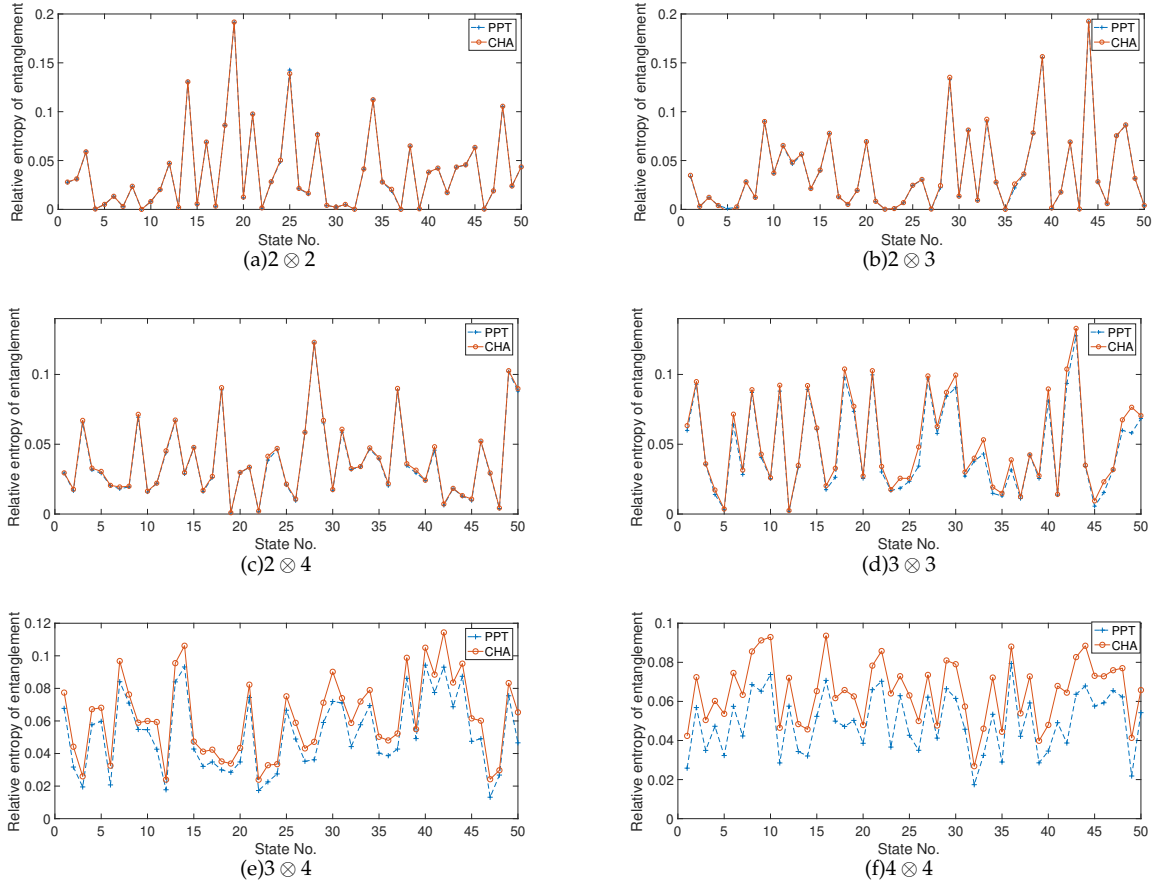 0.2
0.15
0.1
0.05
0
Relative entropy of entanglement
PPT
CHA
0 5 10 15 20 25 30 35 40 45 50
State No.
(a)2 ⊗ 2
0.2
0.15
0.1
0.05
0
Relative entropy of entanglement
PPT
CHA
0 5 10 15 20 25 30 35 40 45 50
State No.
(b)2 ⊗ 3
0.1
0.05
0
Relative entropy of entanglement
PPT
CHA
0 5 10 15 20 25 30 35 40 45 50
State No.
(c)2 ⊗ 4
0.1
0.05
0
Relative entropy of entanglement
PPT
CHA
0 5 10 15 20 25 30 35 40 45 50
State No.
(d)3 ⊗ 3
0.12
0.1
0.08
0.06
0.04
0.02
0
Relative entropy of entanglement
PPT
CHA
0 5 10 15 20 25 30 35 40 45 50
State No.
(e)3 ⊗ 4
0.1
0.08
0.06
0.04
0.02
0
Relative entropy of entanglement
PPT
CHA
0 5 10 15 20 25 30 35 40 45 50
State No.
(f)4 ⊗ 4